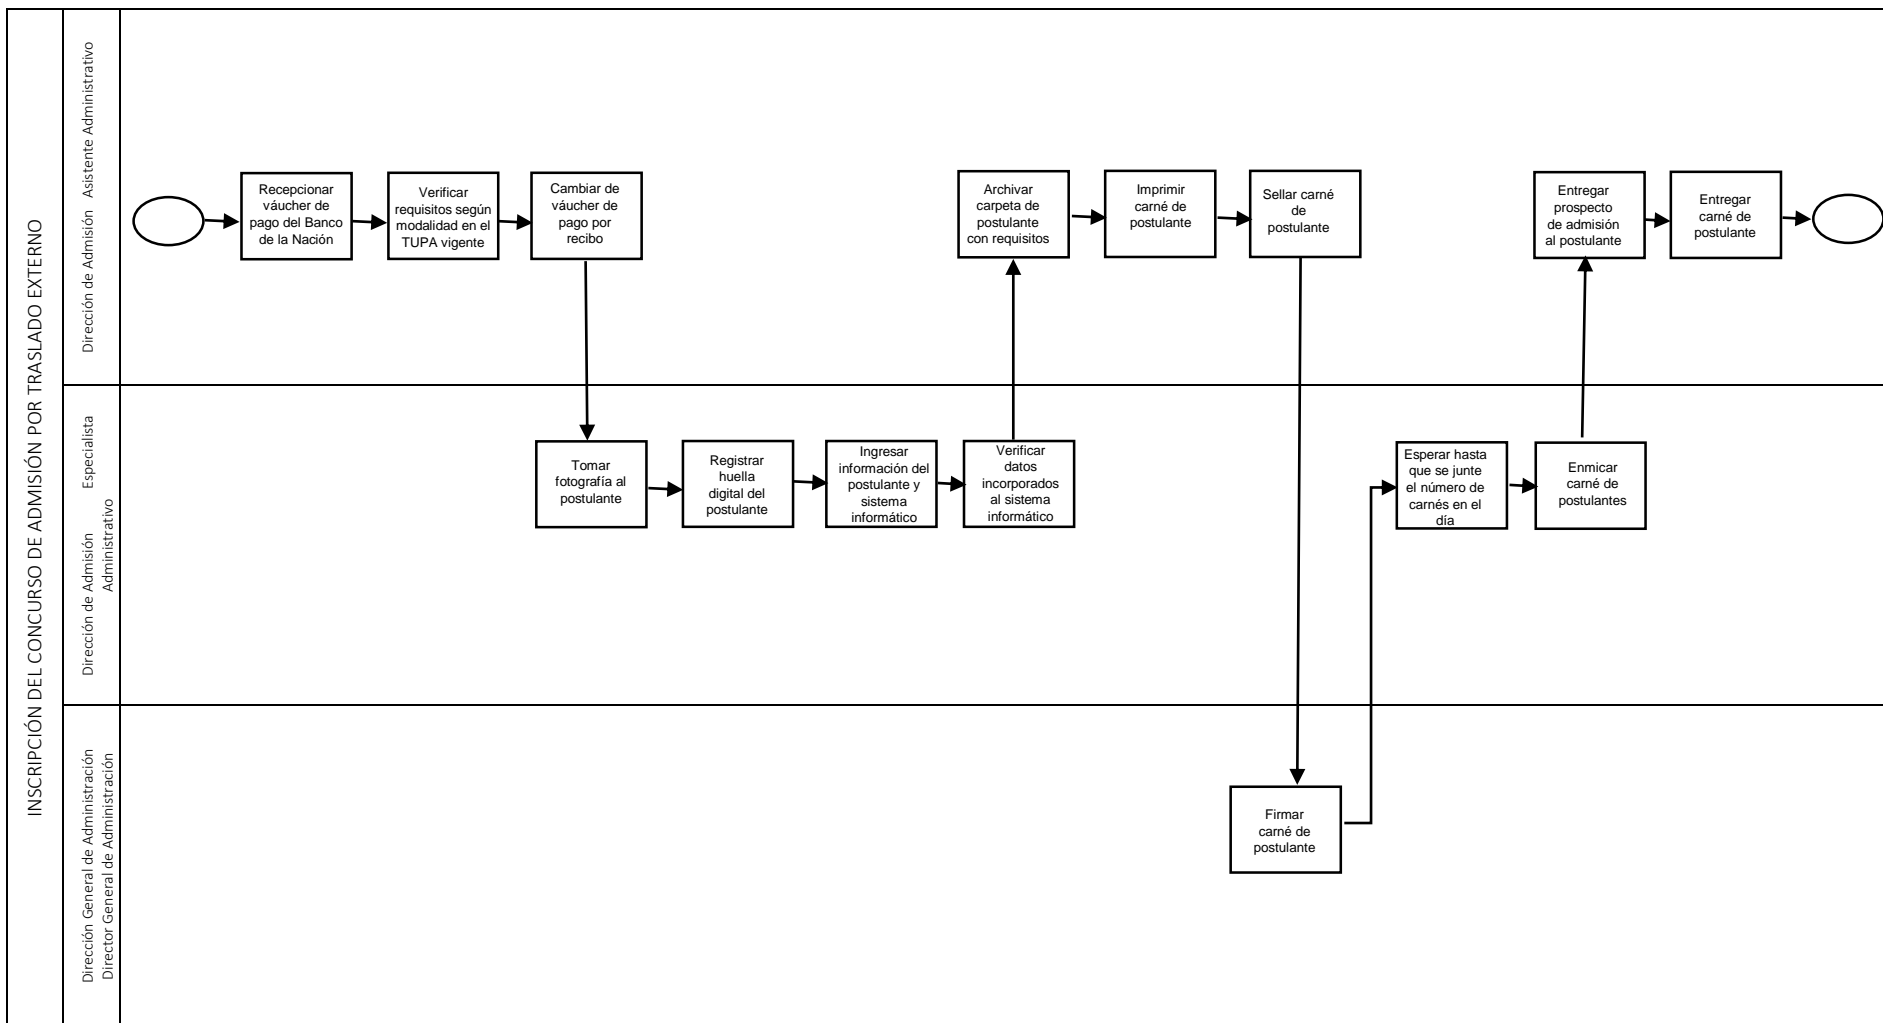 INSCRIPCIÓN DEL CONCURSO DE ADMISIÓN POR TRASLADO EXTERNO
Dirección de Admisión Asistente Administrativo
Recepcionar
váucher de
pago del Banco
de la Nación
Verificar
requisitos según
modalidad en el
TUPA vigente
Cambiar de
váucher de
pago por
recibo
Archivar
carpeta de
postulante
con requisitos
Imprimir
carné de
postulante
Sellar carné
de
postulante
Entregar
prospecto
de admisión
al postulante
Entregar
carné de
postulante
Dirección de Admisión Especialista
Administrativo
Tomar
fotografía al
postulante
Registrar
huella
digital del
postulante
Ingresar
información del
postulante y
sistema
informático
Verificar
datos
incorporados
al sistema
informático
Esperar hasta
que se junte
el número de
carnés en el
día
Enmicar
carné de
postulantes
Dirección General de Administración
Director General de Administración
Firmar
carné de
postulante